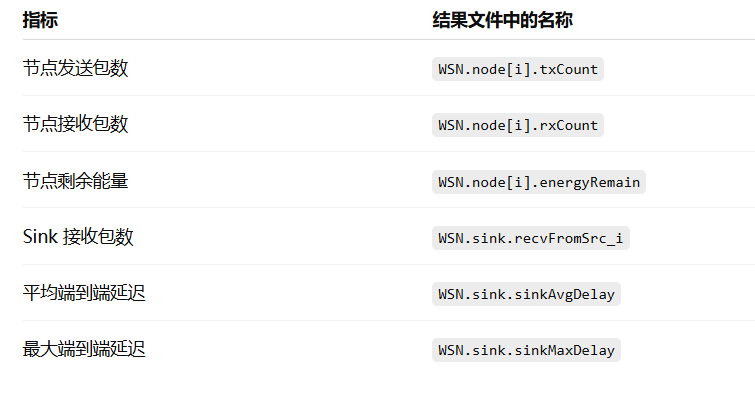 指标 结果文件中的名称
节点发送包数 WSN.node[i].txCount
节点接收包数 WSN.node[i].rxCount
节点剩余能量 WSN.node[i].energyRemain
Sink 接收包数 WSN.sink.recvFromSrc_i
平均端到端延迟 WSN.sink.sinkAvgDelay
最大端到端延迟 WSN.sink.sinkMaxDelay